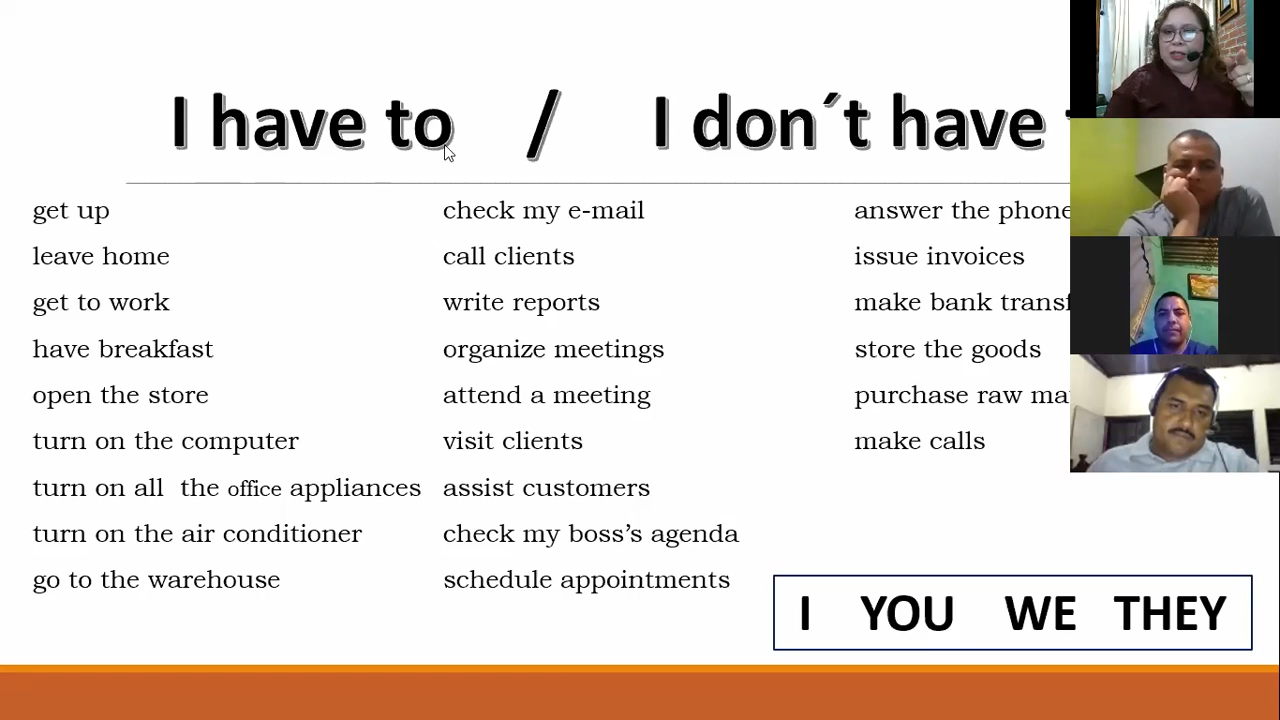 I have to / I don´t have
get up
leave home
get to work
have breakfast
open the store
turn on the computer
turn on all the office appliances
turn on the air conditioner
go to the warehouse
check my e-mail
call clients
write reports
organize meetings
attend a meeting
visit clients
assist customers
check my boss’s agenda
schedule appointments
answer the phone
issue invoices
make bank
store the goods
purchase raw
make calls
I YOU WE THEY